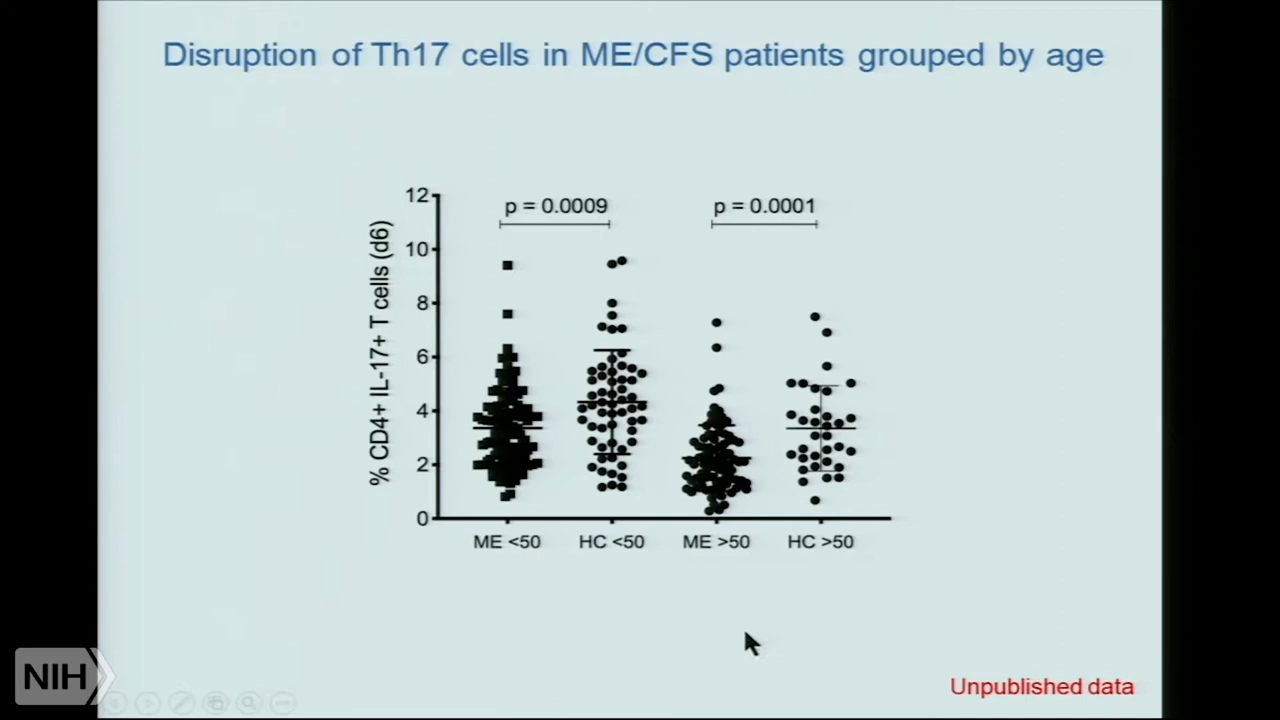 Disruption of Th17 cells in ME/CFS patients grouped by age
p = 0.0009
p = 0.0001
% CD4+ IL-17+ T cells (d6)
12
10
8
6
4
2
0
ME <50
HC <50
ME >50
HC >50
NIH
Unpublished data